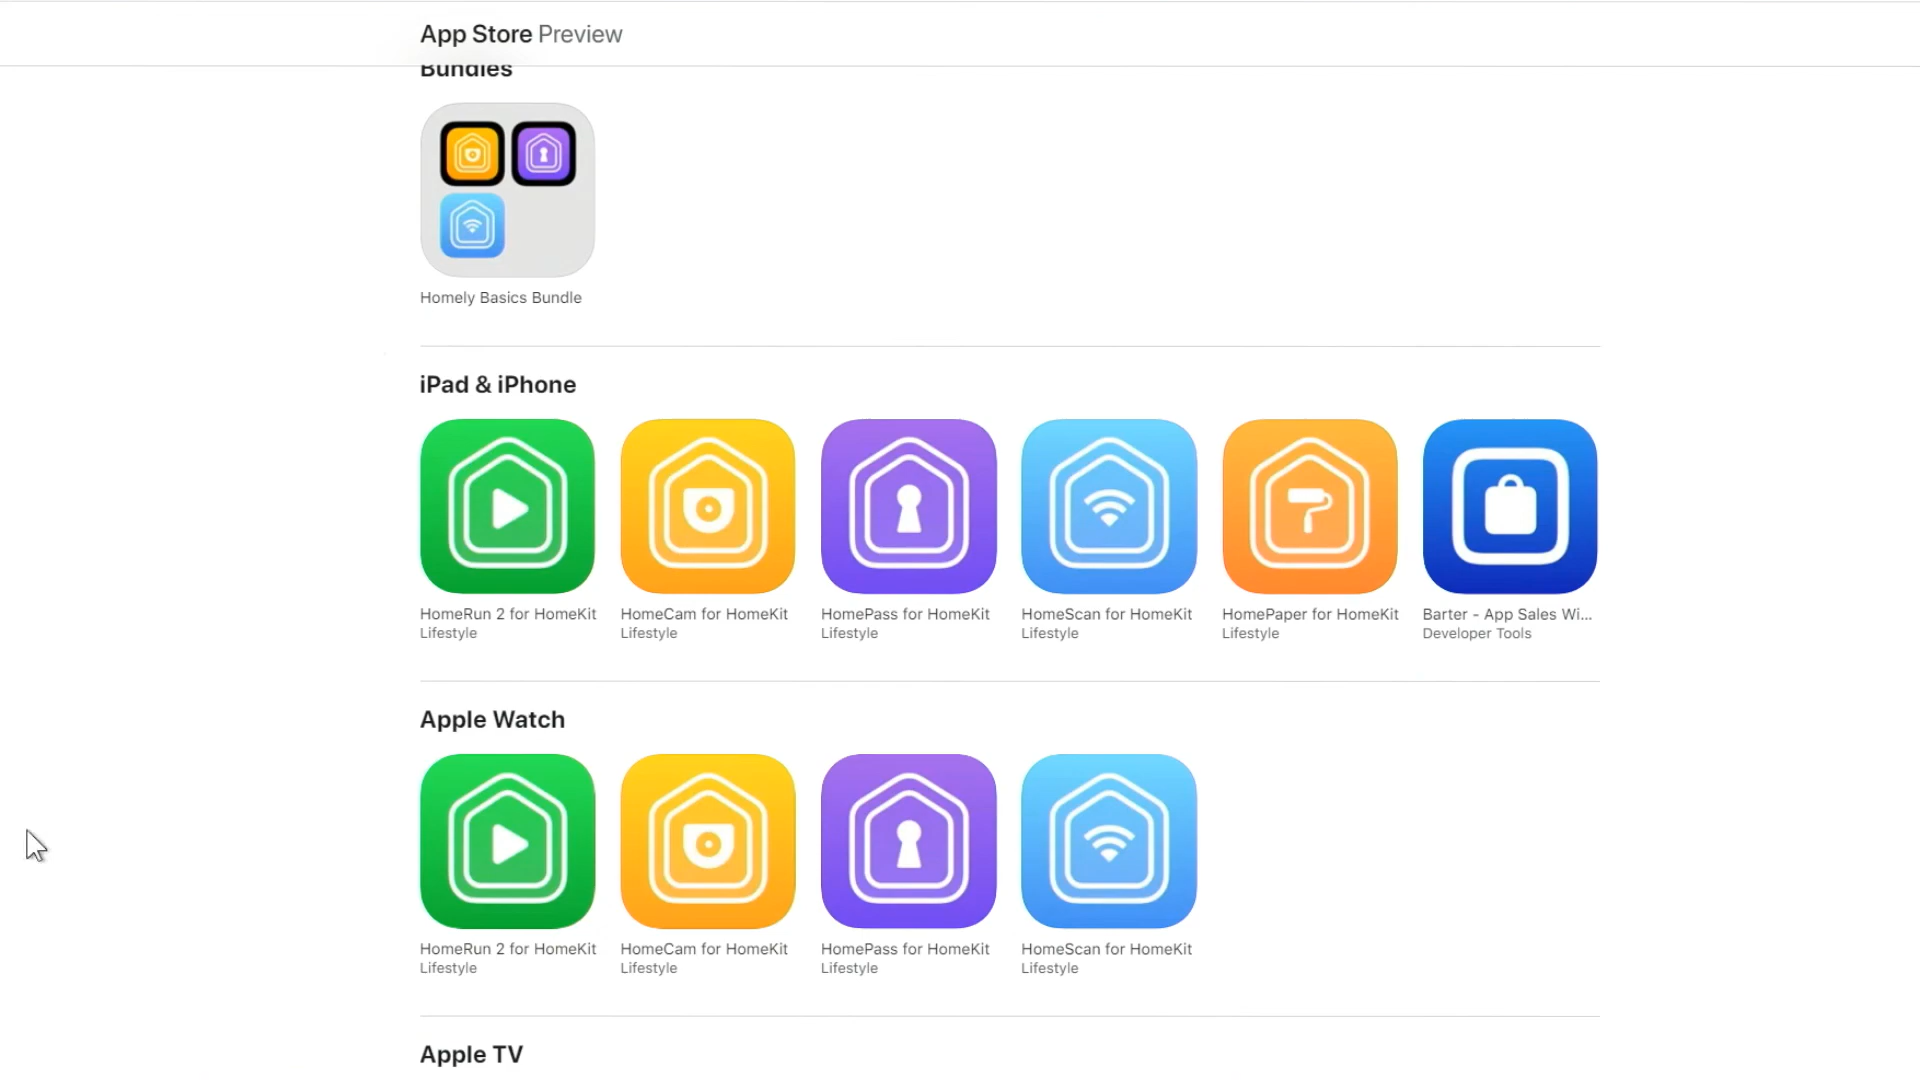 App Store Preview
Bundles
Homely Basics Bundle
iPad & iPhone
HomeRun 2 for HomeKit
Lifestyle
HomeCam for HomeKit
Lifestyle
HomePass for HomeKit
Lifestyle
HomeScan for HomeKit
Lifestyle
HomePaper for HomeKit
Lifestyle
Barter - App Sales Wi...
Developer Tools
Apple Watch
HomeRun 2 for HomeKit
Lifestyle
HomeCam for HomeKit
Lifestyle
HomePass for HomeKit
Lifestyle
HomeScan for HomeKit
Lifestyle
Apple TV